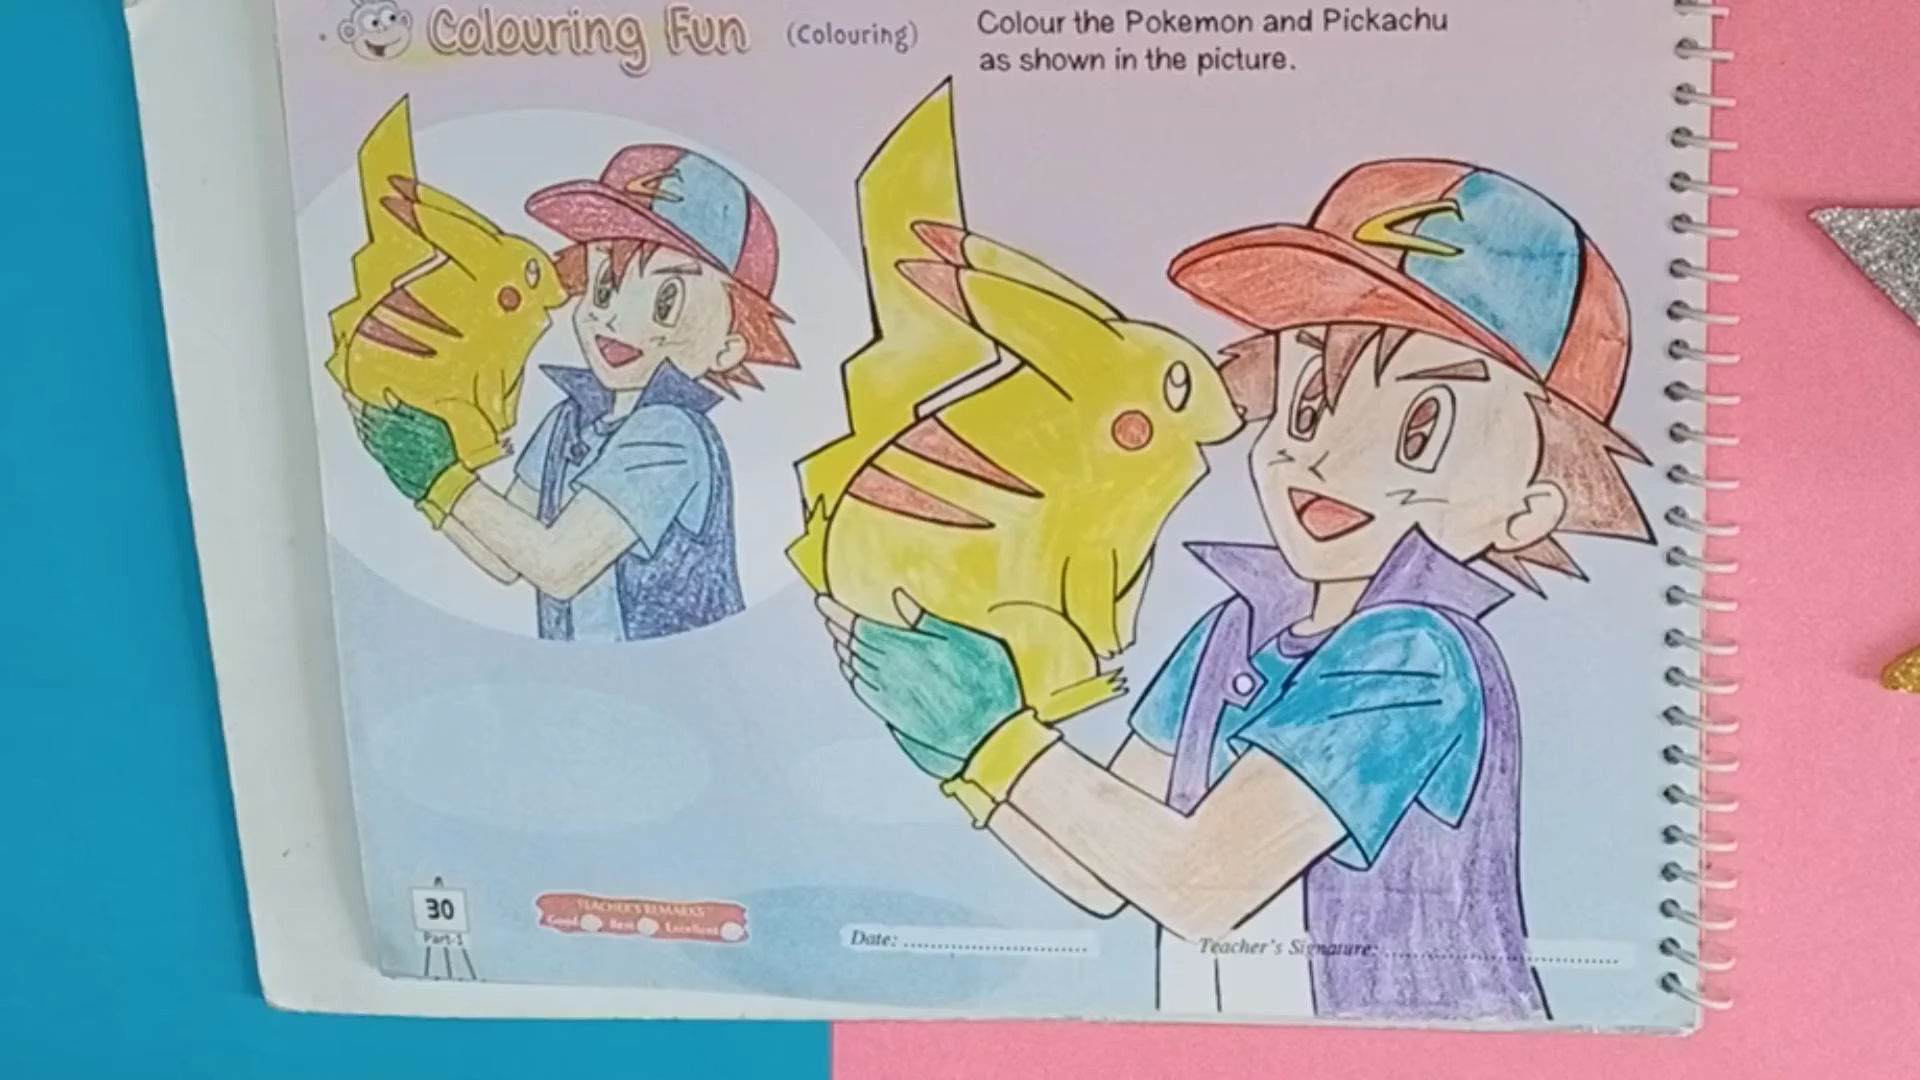 Colouring Fun (Colouring)
Colour the Pokemon and Pickachu
as shown in the picture.
30
Part-1
TEACHER'S REMARKS
Good Best Excellent
Date: ............................
Teacher's Signature: ....................................